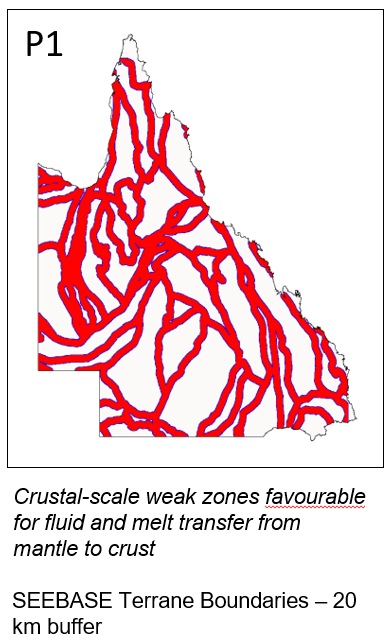 P1
Crustal-scale weak zones favourable
for fluid and melt transfer from
mantle to crust
SEEBASE Terrane Boundaries – 20
km buffer